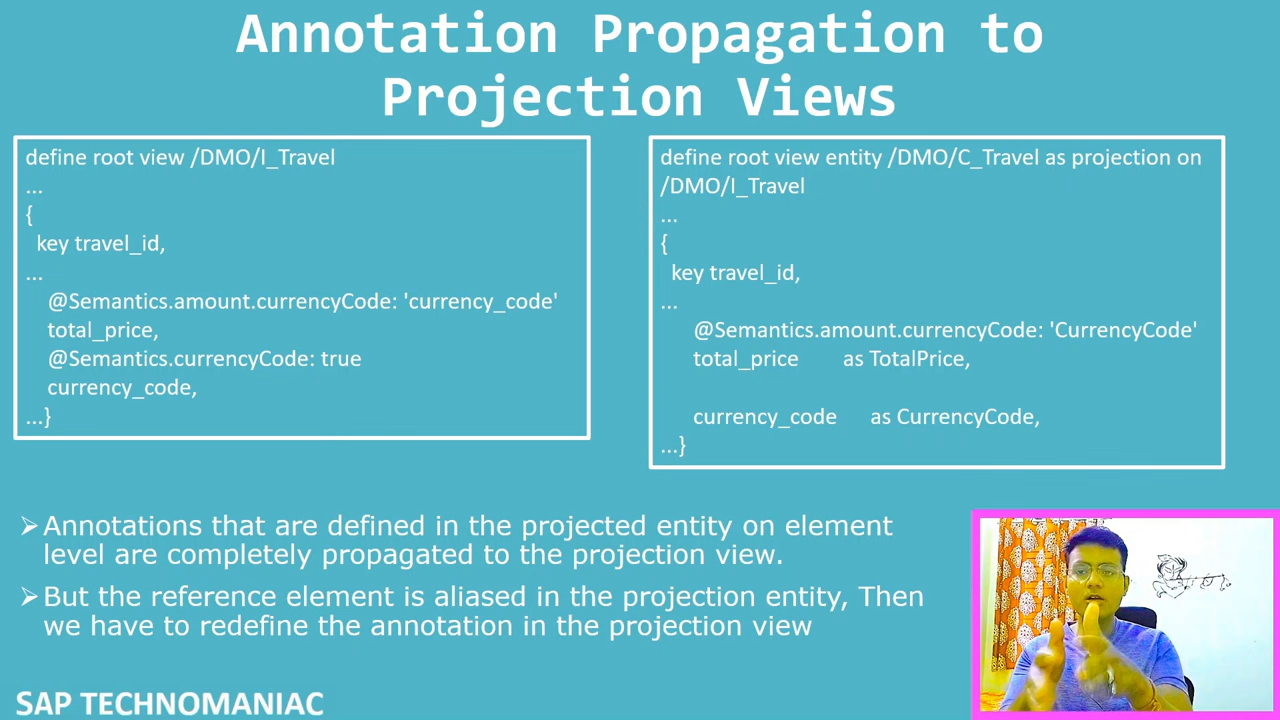 Annotation Propagation to
Projection Views
define root view /DMO/I_Travel
...
{
key travel_id,
...
@Semantics.amount.currencyCode: 'currency_code'
total_price,
@Semantics.currencyCode: true
currency_code,
...}
define root view entity /DMO/C_Travel as projection on
/DMO/I_Travel
...
{
key travel_id,
...
@Semantics.amount.currencyCode: 'CurrencyCode'
total_price as TotalPrice,
currency_code as CurrencyCode,
...}
➢Annotations that are defined in the projected entity on element
level are completely propagated to the projection view.
➢But the reference element is aliased in the projection entity, Then
we have to redefine the annotation in the projection view
SAP TECHNOMANIAC